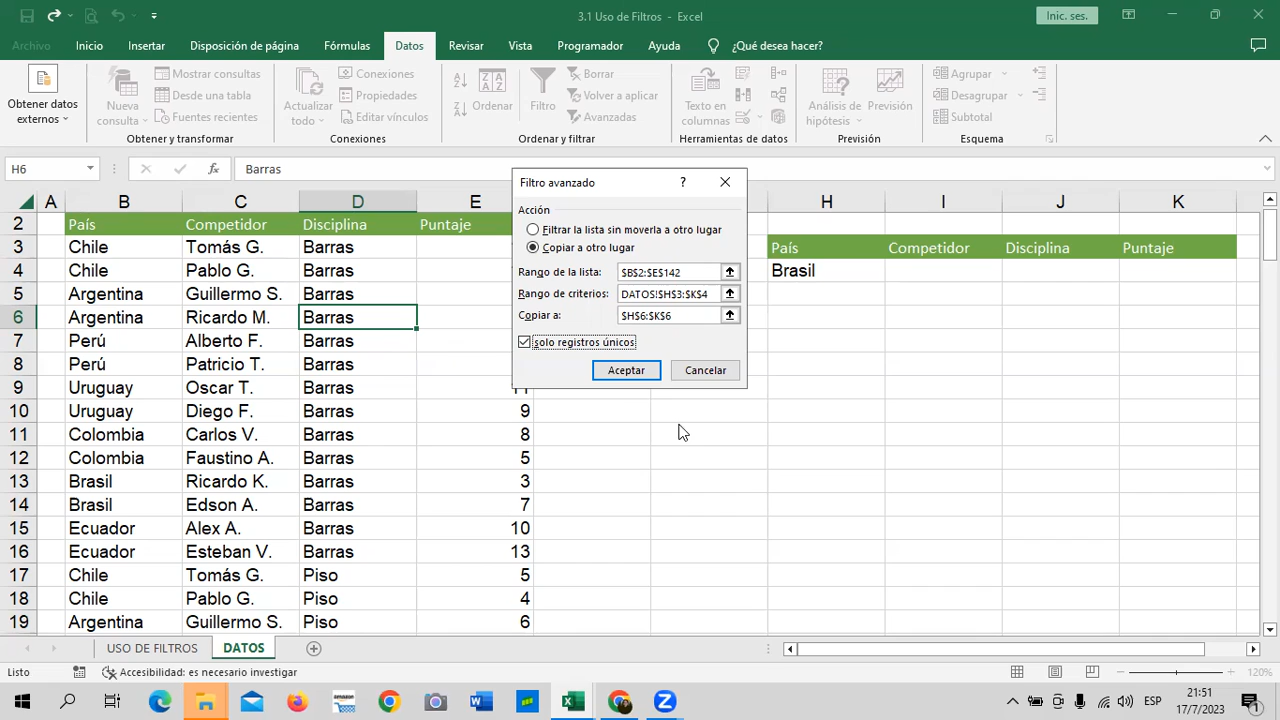 3.1 Uso de Filtros - Excel
Inic. ses.
Archivo Inicio Insertar Disposición de página Fórmulas Datos Revisar Vista Programador Ayuda ¿Qué desea hacer?
Obtener datos externos
Nueva consulta
Mostrar consultas
Desde una tabla
Fuentes recientes
Obtener y transformar
Actualizar todo
Conexiones
Propiedades
Editar vínculos
Conexiones
Ordenar
Filtro
Borrar
Volver a aplicar
Avanzadas
Ordenar y filtrar
Texto en columnas
Herramientas de datos
Análisis de hipótesis
Previsión
Previsión
Agrupar
Desagrupar
Subtotal
Esquema
H6 fx Barras
A B C D E H I J K
2 País Competidor Disciplina Puntaje
3 Chile Tomás G. Barras País Competidor Disciplina Puntaje
4 Chile Pablo G. Barras Brasil
5 Argentina Guillermo S. Barras
6 Argentina Ricardo M. Barras
7 Perú Alberto F. Barras
8 Perú Patricio T. Barras
9 Uruguay Oscar T. Barras
10 Uruguay Diego F. Barras 9
11 Colombia Carlos V. Barras 8
12 Colombia Faustino A. Barras 5
13 Brasil Ricardo K. Barras 3
14 Brasil Edson A. Barras 7
15 Ecuador Alex A. Barras 10
16 Ecuador Esteban V. Barras 13
17 Chile Tomás G. Piso 5
18 Chile Pablo G. Piso 4
19 Argentina Guillermo S. Piso 6
Filtro avanzado ?
Acción
Filtrar la lista sin moverla a otro lugar
Copiar a otro lugar
Rango de la lista: $B$2:$E$142
Rango de criterios: DATOS!$H$3:$K$4
Copiar a: $H$6:$K$6
solo registros únicos
Aceptar Cancelar
USO DE FILTROS DATOS
Listo Accesibilidad: es necesario investigar 120%
ESP
21:51
17/7/2023